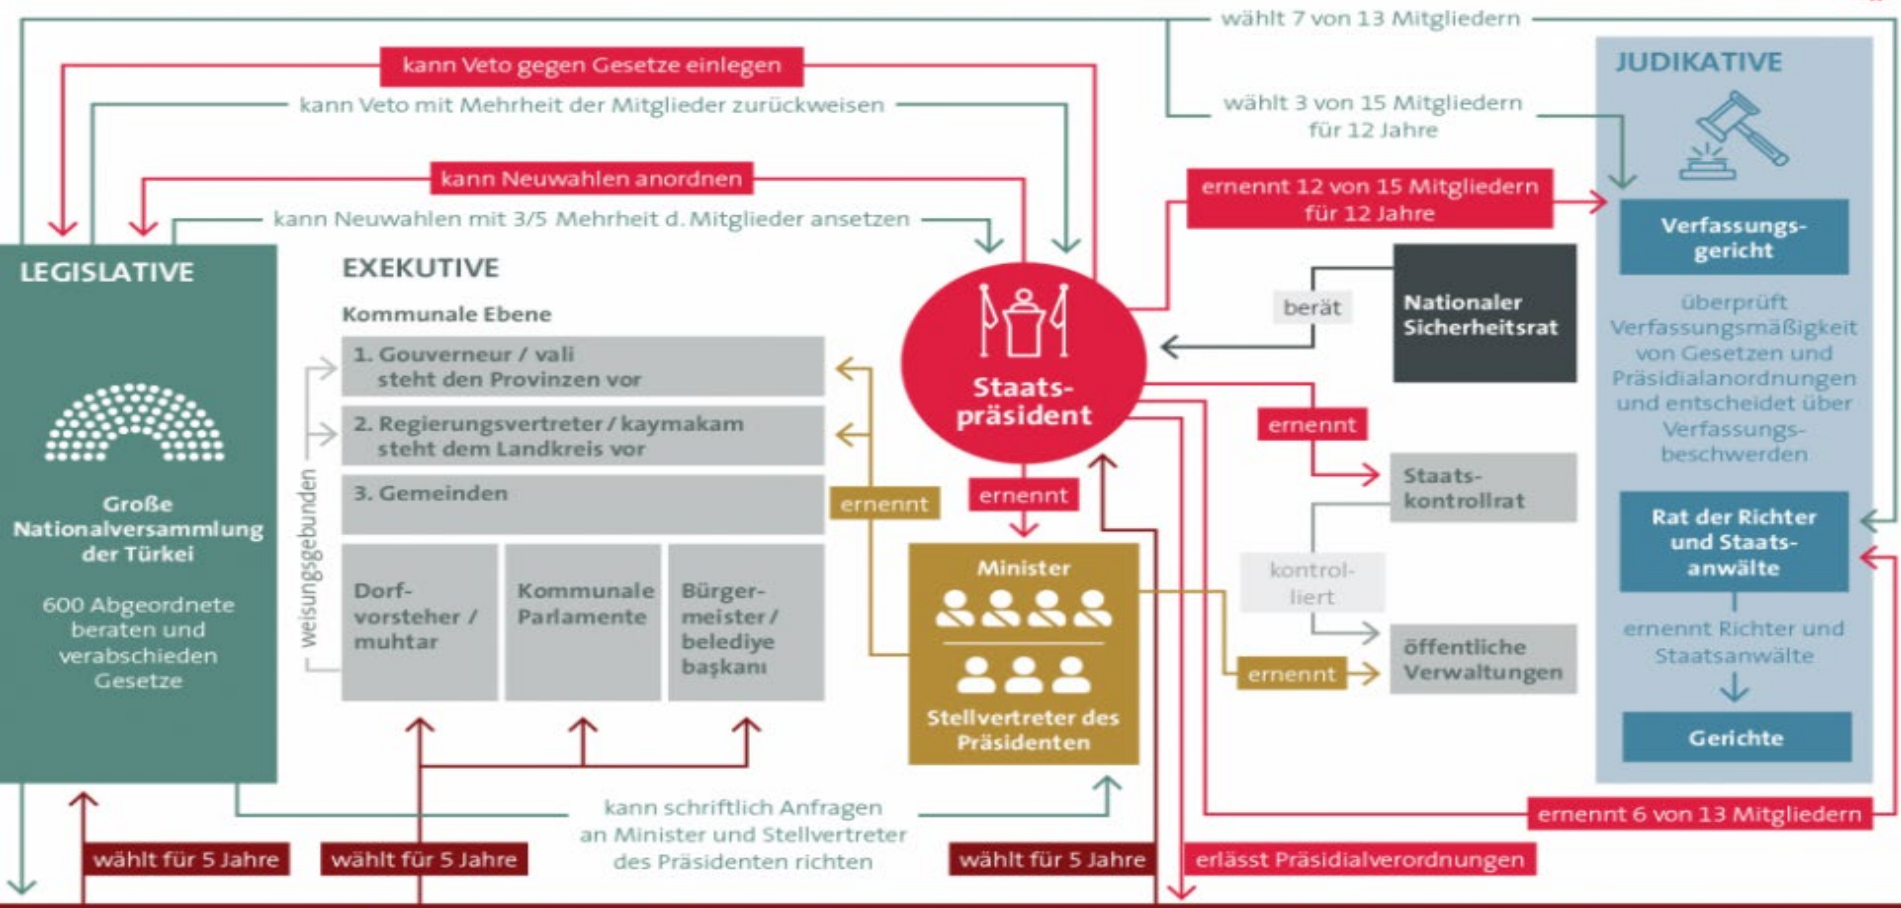 wählt 7 von 13 Mitgliedern
kann Veto gegen Gesetze einlegen
kann Veto mit Mehrheit der Mitglieder zurückweisen
wählt 3 von 15 Mitgliedern
für 12 Jahre
kann Neuwahlen anordnen
kann Neuwahlen mit 3/5 Mehrheit d. Mitglieder ansetzen
ernennt 12 von 15 Mitgliedern
für 12 Jahre
LEGISLATIVE
Große
Nationalversammlung
der Türkei
600 Abgeordnete
beraten und
verabschieden
Gesetze
EXEKUTIVE
Kommunale Ebene
1. Gouverneur / vali
steht den Provinzen vor
2. Regierungsvertreter / kaymakam
steht dem Landkreis vor
3. Gemeinden
weisungsgebunden
Dorf-
vorsteher /
muhtar
Kommunale
Parlamente
Bürger-
meister /
belediye
başkanı
ernennt
Staats-
präsident
ernennt
Minister
Stellvertreter des
Präsidenten
berät
Nationaler
Sicherheitsrat
ernennt
Staats-
kontrollrat
kontrol-
liert
ernennt
öffentliche
Verwaltungen
JUDIKATIVE
Verfassungs-
gericht
überprüft
Verfassungsmäßigkeit
von Gesetzen und
Präsidialanordnungen
und entscheidet über
Verfassungs-
beschwerden
Rat der Richter
und Staats-
anwälte
ernennt Richter und
Staatsanwälte
Gerichte
ernennt 6 von 13 Mitgliedern
kann schriftlich Anfragen
an Minister und Stellvertreter
des Präsidenten richten
wählt für 5 Jahre
wählt für 5 Jahre
wählt für 5 Jahre
erlässt Präsidialverordnungen